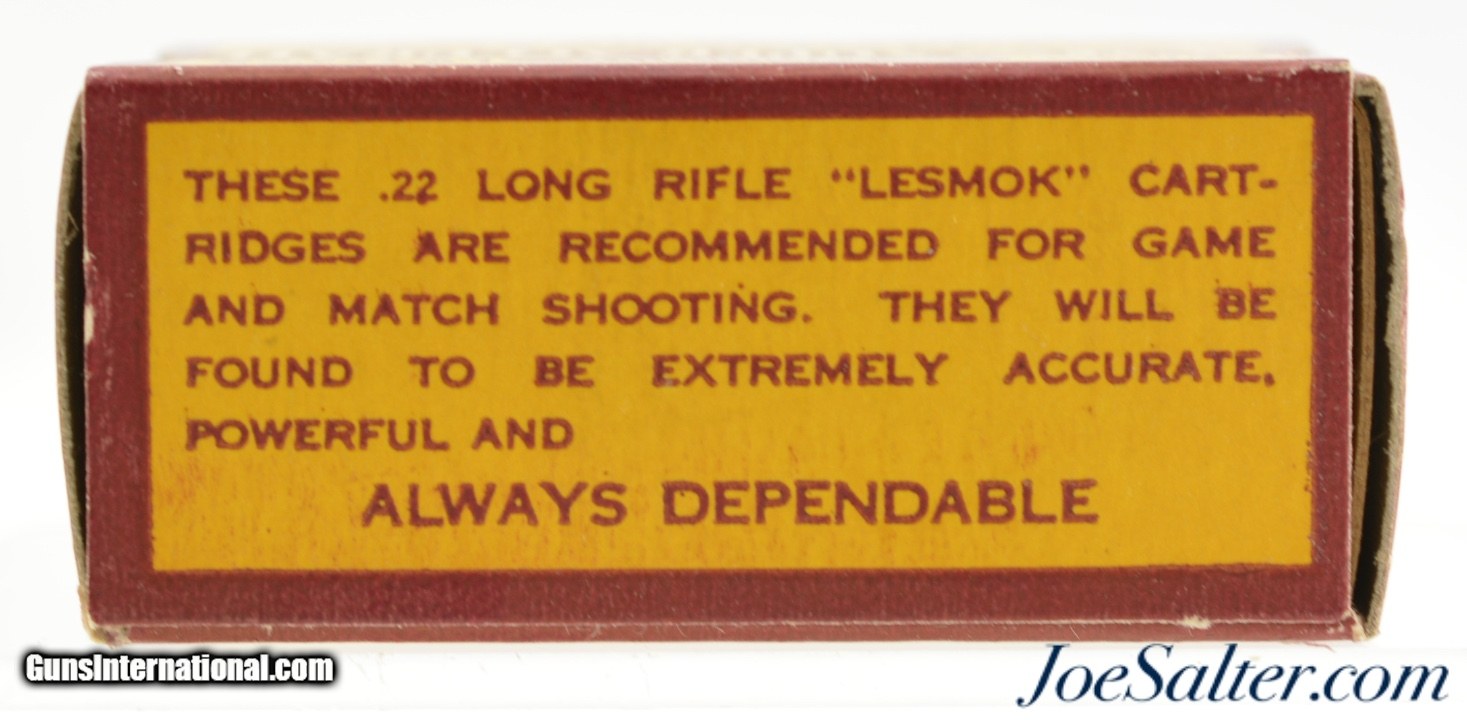 THESE .22 LONG RIFLE “LESMOK” CART-
RIDGES ARE RECOMMENDED FOR GAME
AND MATCH SHOOTING. THEY WILL BE
FOUND TO BE EXTREMELY ACCURATE,
POWERFUL AND
ALWAYS DEPENDABLE
GunsInternational.com
JoeSalter.com